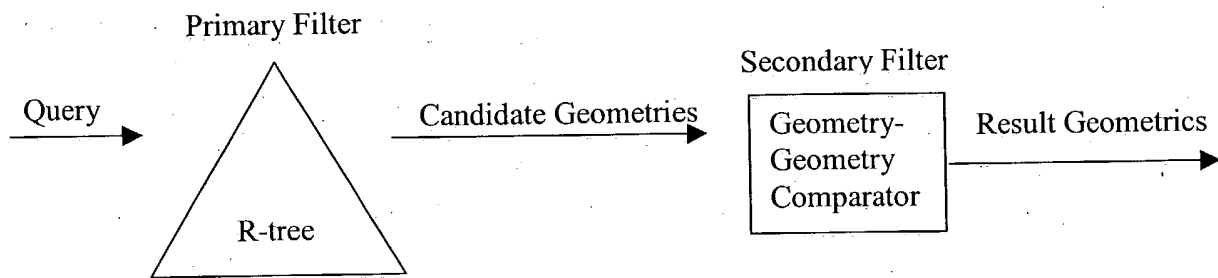 Primary Filter
Secondary Filter
Query
Candidate Geometries
Geometry-
Geometry
Comparator
Result Geometrics
R-tree